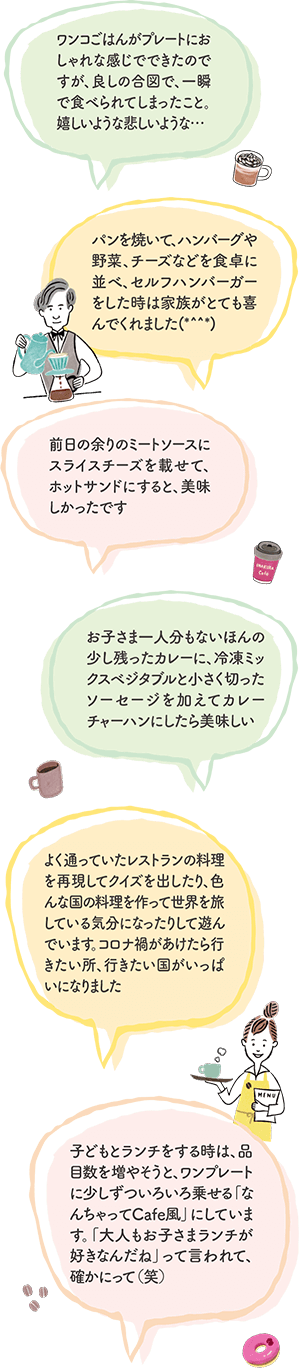 ワンコごはんがプレートにお
しゃれな感じでできたので
すが、良しの合図で、一瞬
で食べられてしまったこと。
嬉しいような悲しいような…
パンを焼いて、ハンバーグや
野菜、チーズなどを食卓に
並べ、セルフハンバーガー
をした時は家族がとても喜
んでくれました(*^^*)
前日の余りのミートソースに
スライスチーズを載せて、
ホットサンドにすると、美味
しかったです
お子さま一人分もないほんの
少し残ったカレーに、冷凍ミッ
クスベジタブルと小さく切った
ソーセージを加えてカレー
チャーハンにしたら美味しい
よく通っていたレストランの料理
を再現してクイズを出したり、色
んな国の料理を作って世界を旅
している気分になったりして遊ん
でいます。コロナ禍があけたら行
きたい所、行きたい国がいっぱ
いになりました
MENU
子どもとランチをする時は、品
目数を増やそうと、ワンプレート
に少しずついろいろ乗せる「な
んちゃってCafe風」にしていま
す。「大人もお子さまランチが
好きなんだね」って言われて、
確かにって（笑）